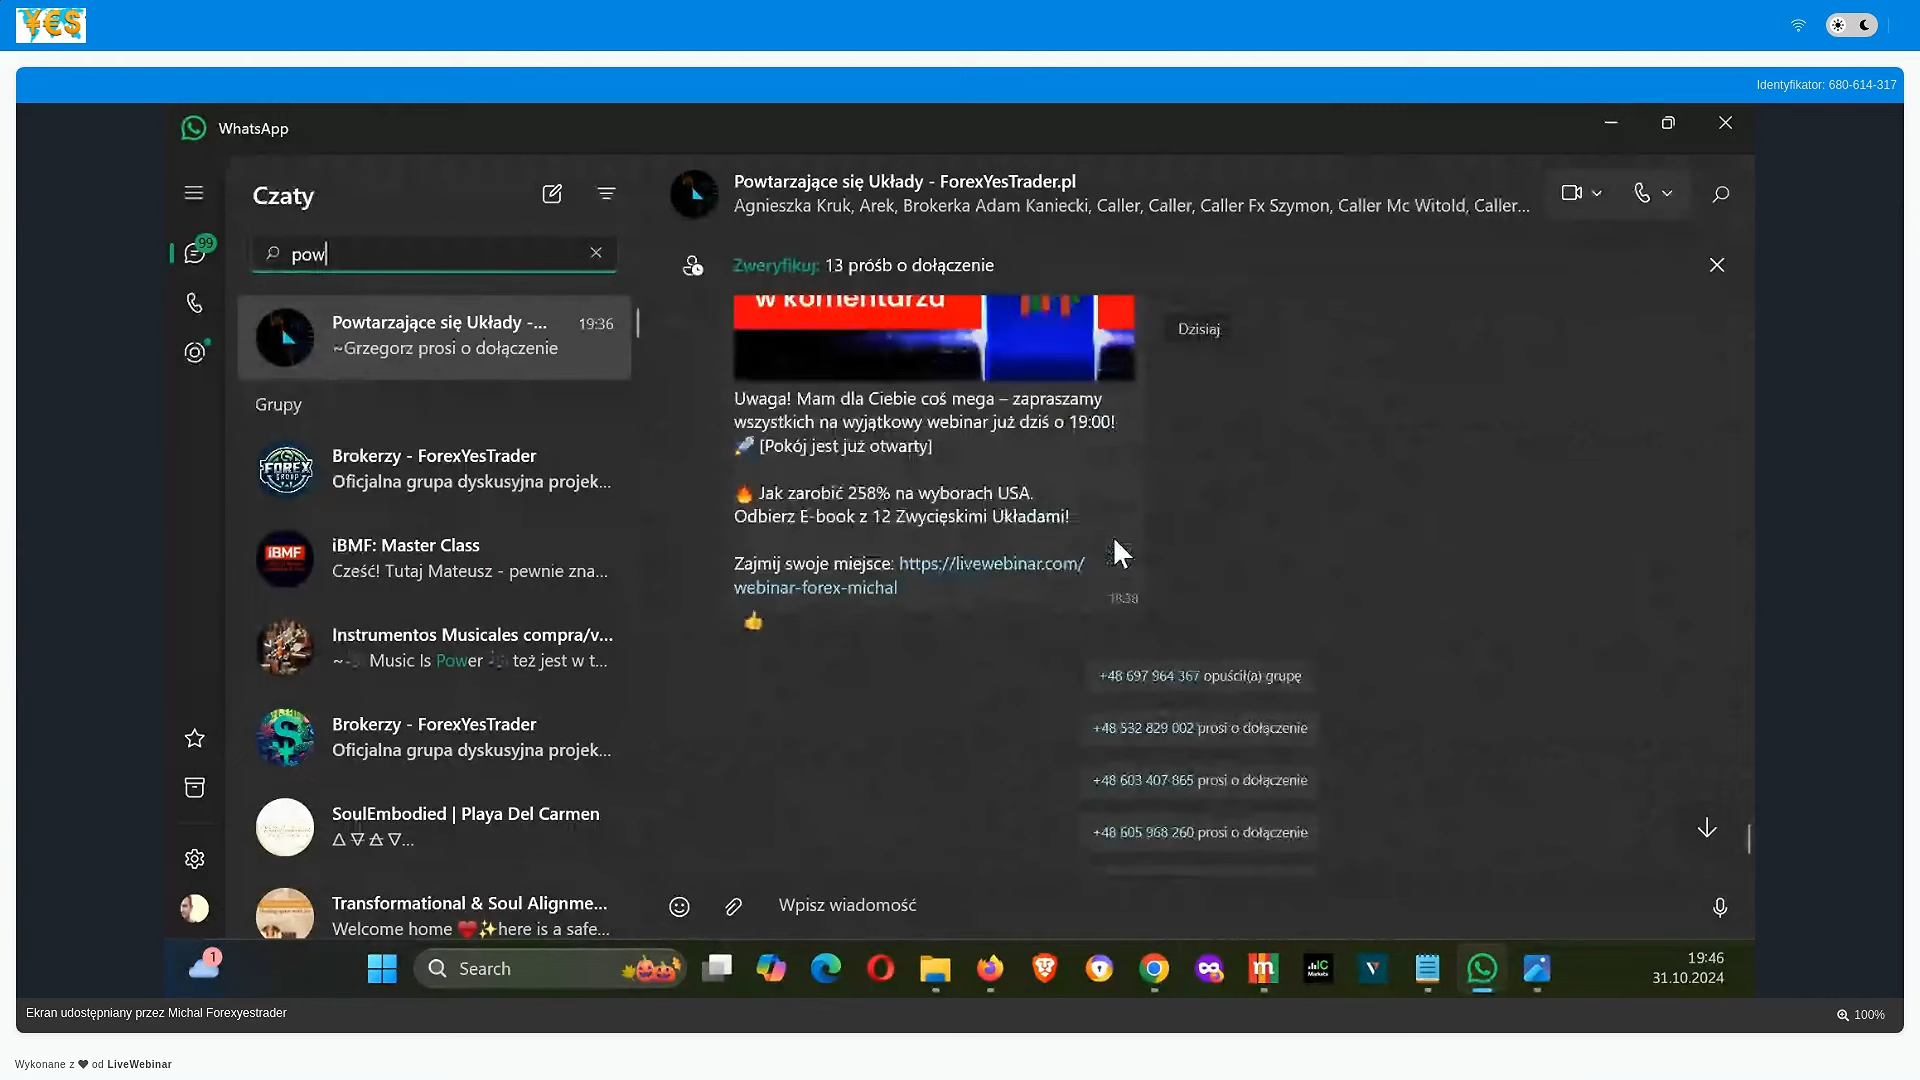 ¥€$
Identyfikator: 680-614-317
WhatsApp
Czaty
99
pow
Powtarzające się Układy -...
19:36
~Grzegorz prosi o dołączenie
Grupy
Brokerzy - ForexYesTrader
Oficjalna grupa dyskusyjna projek...
FOREX
GROUP
iBMF: Master Class
Cześć! Tutaj Mateusz - pewnie zna...
iBMF
Instrumentos Musicales compra/v...
Music Is Power też jest w t...
Brokerzy - ForexYesTrader
Oficjalna grupa dyskusyjna projek...
SoulEmbodied | Playa Del Carmen
Transformational & Soul Alignme...
Welcome home ❤️✨here is a safe...
Powtarzające się Układy - ForexYesTrader.pl
Agnieszka Kruk, Arek, Brokerka Adam Kaniecki, Caller, Caller, Caller Fx Szymon, Caller Mc Witold, Caller...
Zweryfikuj: 13 próśb o dołączenie
w komentarzu
Dzisiaj
Uwaga! Mam dla Ciebie coś mega – zapraszamy
wszystkich na wyjątkowy webinar już dziś o 19:00!
🚀 [Pokój jest już otwarty]
🔥 Jak zarobić 258% na wyborach USA.
Odbierz E-book z 12 Zwycięskimi Układami!
Zajmij swoje miejsce: https://livewebinar.com/
webinar-forex-michal
18:38
👍
+48 697 964 367 opuścił(a) grupę
+48 532 829 002 prosi o dołączenie
+48 603 407 865 prosi o dołączenie
+48 605 968 260 prosi o dołączenie
Wpisz wiadomość
1
Search
IC
Markets
19:46
31.10.2024
Ekran udostępniany przez Michal Forexyestrader
100%
Wykonane z ❤ od LiveWebinar